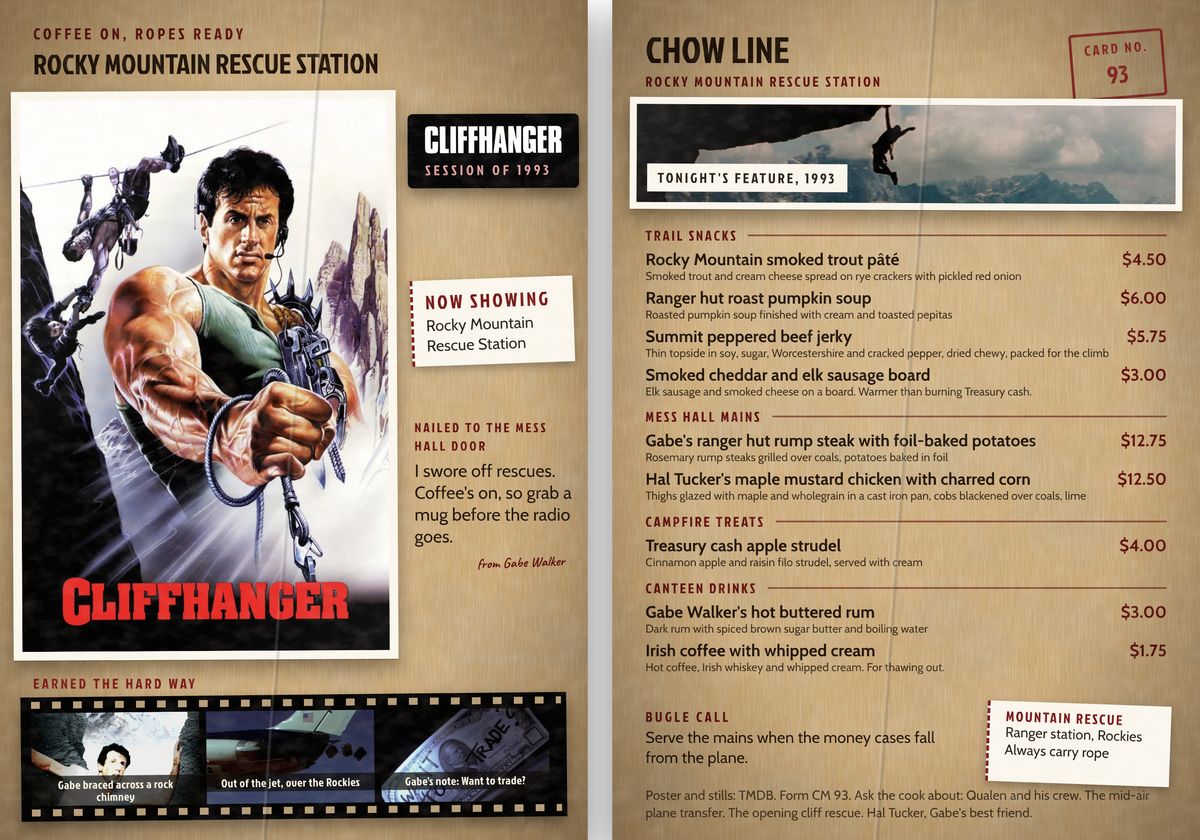 COFFEE ON, ROPES READY
ROCKY MOUNTAIN RESCUE STATION
CLIFFHANGER
SESSION OF 1993
NOW SHOWING
Rocky Mountain
Rescue Station
NAILED TO THE MESS
HALL DOOR
I swore off rescues.
Coffee's on, so grab a
mug before the radio
goes.
from Gabe Walker
CLIFFHANGER
EARNED THE HARD WAY
Gabe braced across a rock
chimney
Out of the jet, over the Rockies
TRADE?
Gabe's note: Want to trade?
CHOW LINE
ROCKY MOUNTAIN RESCUE STATION
CARD NO.
93
TONIGHT'S FEATURE, 1993
TRAIL SNACKS
Rocky Mountain smoked trout pâté $4.50
Smoked trout and cream cheese spread on rye crackers with pickled red onion
Ranger hut roast pumpkin soup $6.00
Roasted pumpkin soup finished with cream and toasted pepitas
Summit peppered beef jerky $5.75
Thin topside in soy, sugar, Worcestershire and cracked pepper, dried chewy, packed for the climb
Smoked cheddar and elk sausage board $3.00
Elk sausage and smoked cheese on a board. Warmer than burning Treasury cash.
MESS HALL MAINS
Gabe's ranger hut rump steak with foil-baked potatoes $12.75
Rosemary rump steaks grilled over coals, potatoes baked in foil
Hal Tucker's maple mustard chicken with charred corn $12.50
Thighs glazed with maple and wholegrain in a cast iron pan, cobs blackened over coals, lime
CAMPFIRE TREATS
Treasury cash apple strudel $4.00
Cinnamon apple and raisin filo strudel, served with cream
CANTEEN DRINKS
Gabe Walker's hot buttered rum $3.00
Dark rum with spiced brown sugar butter and boiling water
Irish coffee with whipped cream $1.75
Hot coffee, Irish whiskey and whipped cream. For thawing out.
BUGLE CALL
Serve the mains when the money cases fall
from the plane.
MOUNTAIN RESCUE
Ranger station, Rockies
Always carry rope
Poster and stills: TMDB. Form CM 93. Ask the cook about: Qualen and his crew. The mid-air
plane transfer. The opening cliff rescue. Hal Tucker, Gabe's best friend.